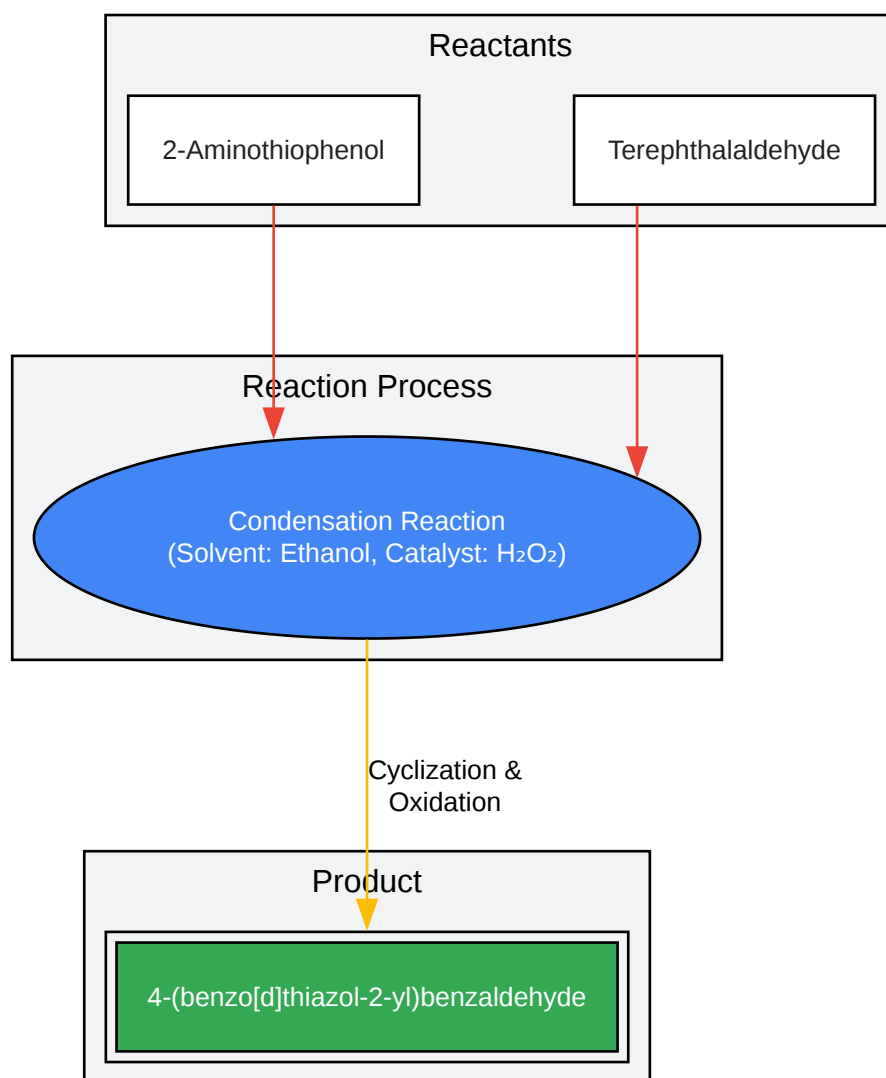 Reactants
2-Aminothiophenol
Terephthalaldehyde
Reaction Process
Condensation Reaction
(Solvent: Ethanol, Catalyst: H₂O₂)
Cyclization &
Oxidation
Product
4-(benzo[d]thiazol-2-yl)benzaldehyde